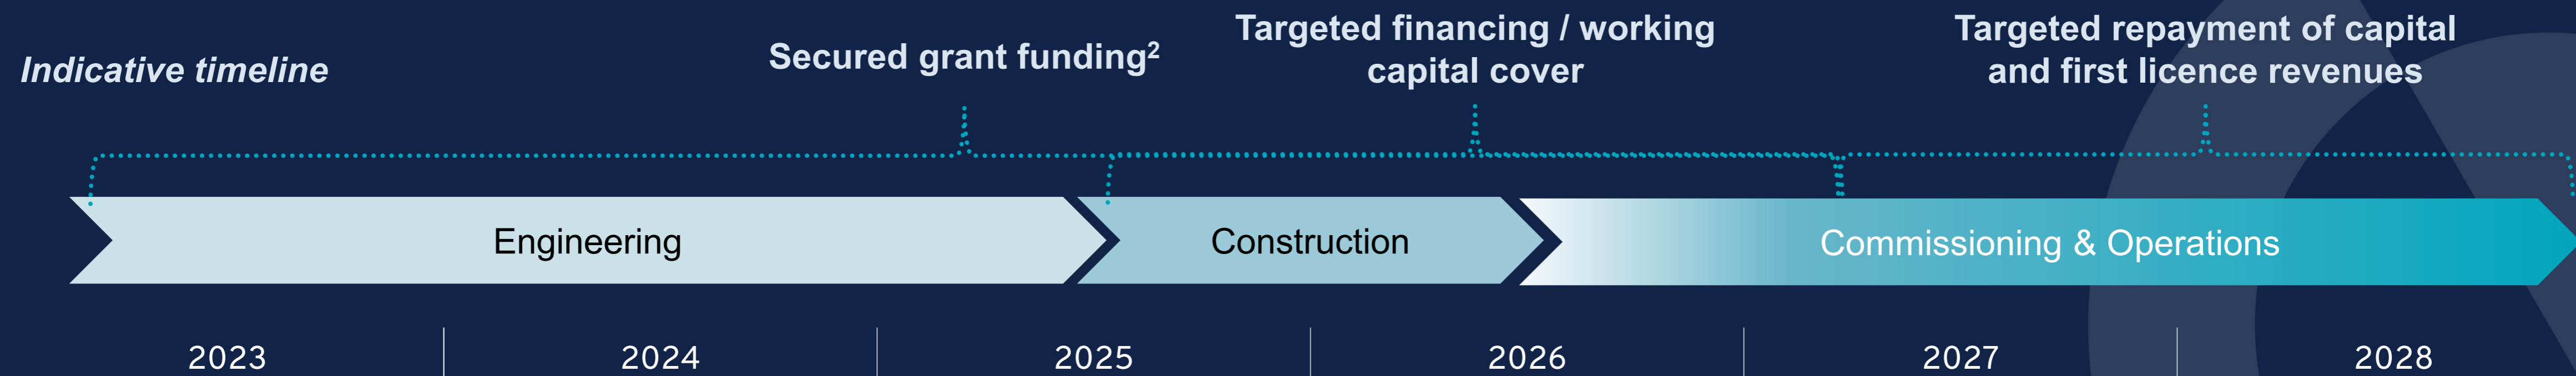 Indicative timeline
Secured grant funding²
Targeted financing / working
capital cover
Targeted repayment of capital
and first licence revenues
Engineering
Construction
Commissioning & Operations
2023
2024
2025
2026
2027
2028